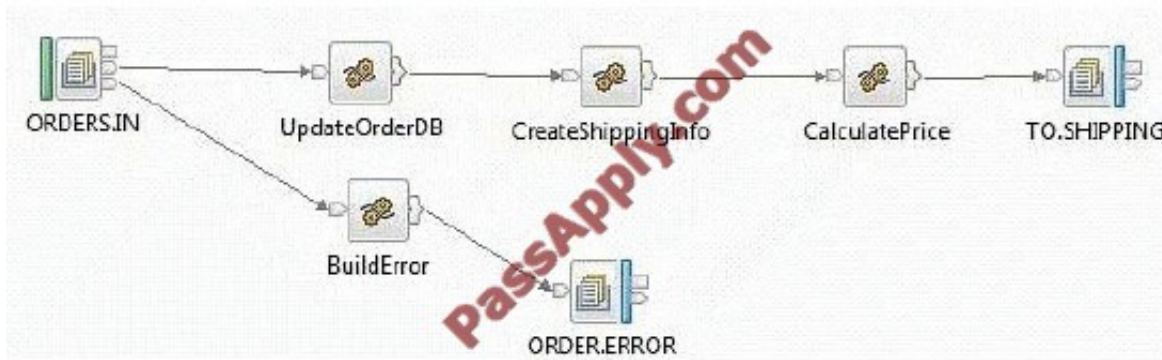 ORDERS.IN
UpdateOrderDB
CreateShippingInfo
CalculatePrice
TO.SHIPPING
BuildError
ORDER.ERROR
PassApply.com